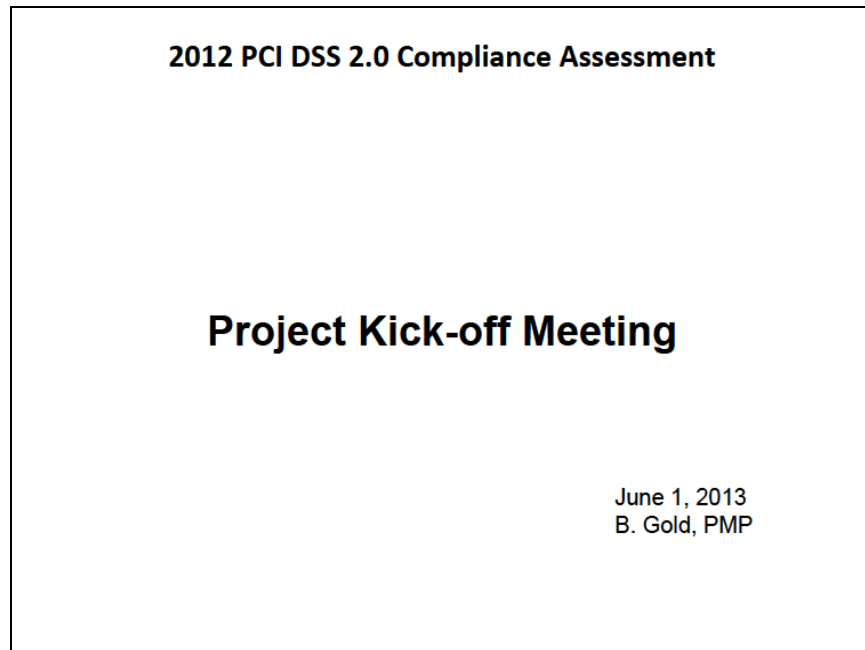 2012 PCI DSS 2.0 Compliance Assessment
Project Kick-off Meeting
June 1, 2013
B. Gold, PMP